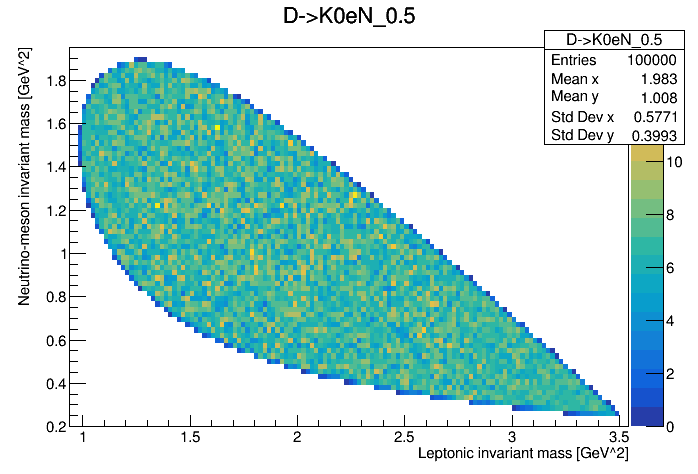 D->K0eN_0.5
D->K0eN_0.5
Entries 100000
Mean x 1.983
Mean y 1.008
Std Dev x 0.5771
Std Dev y 0.3993
Neutrino-meson invariant mass [GeV^2]
1.8
1.6
1.4
1.2
1
0.8
0.6
0.4
0.2
10
8
6
4
2
0
1 1.5 2 2.5 3 3.5
Leptonic invariant mass [GeV^2]